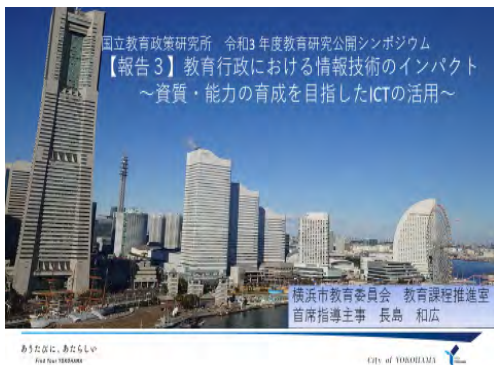 国立教育政策研究所 令和3年度教育研究公開シンポジウム
【報告3】教育行政における情報技術のインパクト
～資質・能力の育成を目指したICTの活用～
横浜市教育委員会 教育課程推進室
首席指導主事 長島 和広
あうたびに、あたらしい
Find Your YOKOHAMA
City of YOKOHAMA